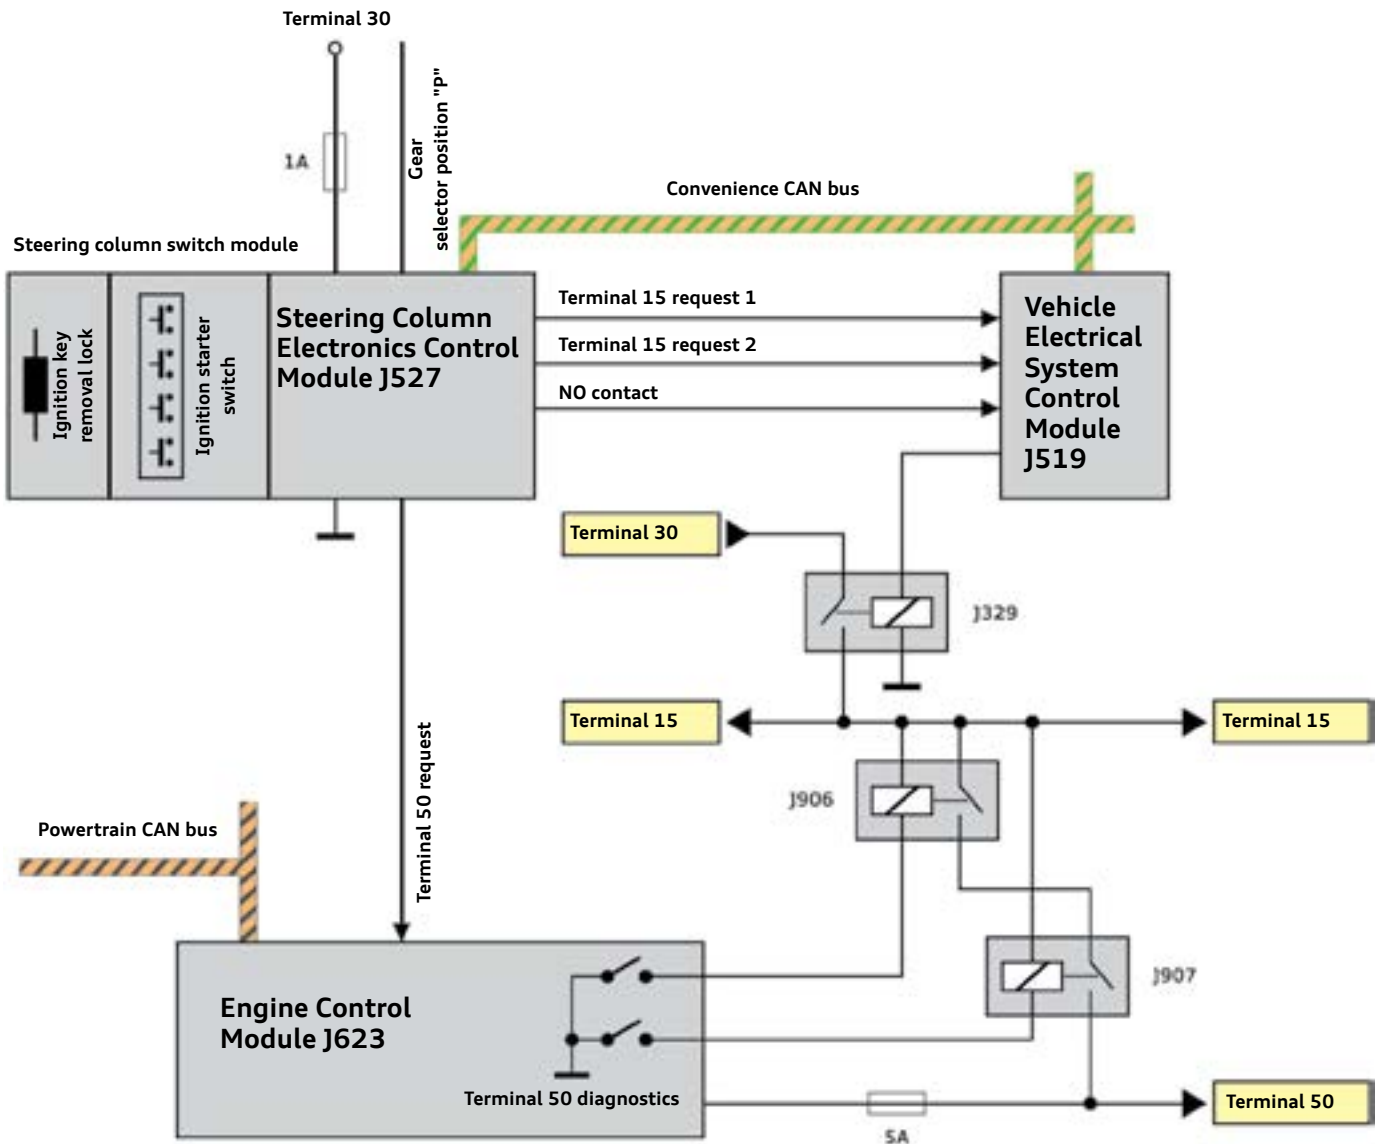 Terminal 30
1A
Gear
selector position "P"
Convenience CAN bus
Steering column switch module
Ignition key
removal lock
Ignition starter
switch
Steering Column
Electronics Control
Module J527
Terminal 15 request 1
Terminal 15 request 2
NO contact
Vehicle
Electrical
System
Control
Module
J519
Terminal 30
J329
Terminal 15
Terminal 15
J906
Terminal 50 request
Powertrain CAN bus
J907
Engine Control
Module J623
Terminal 50 diagnostics
5A
Terminal 50